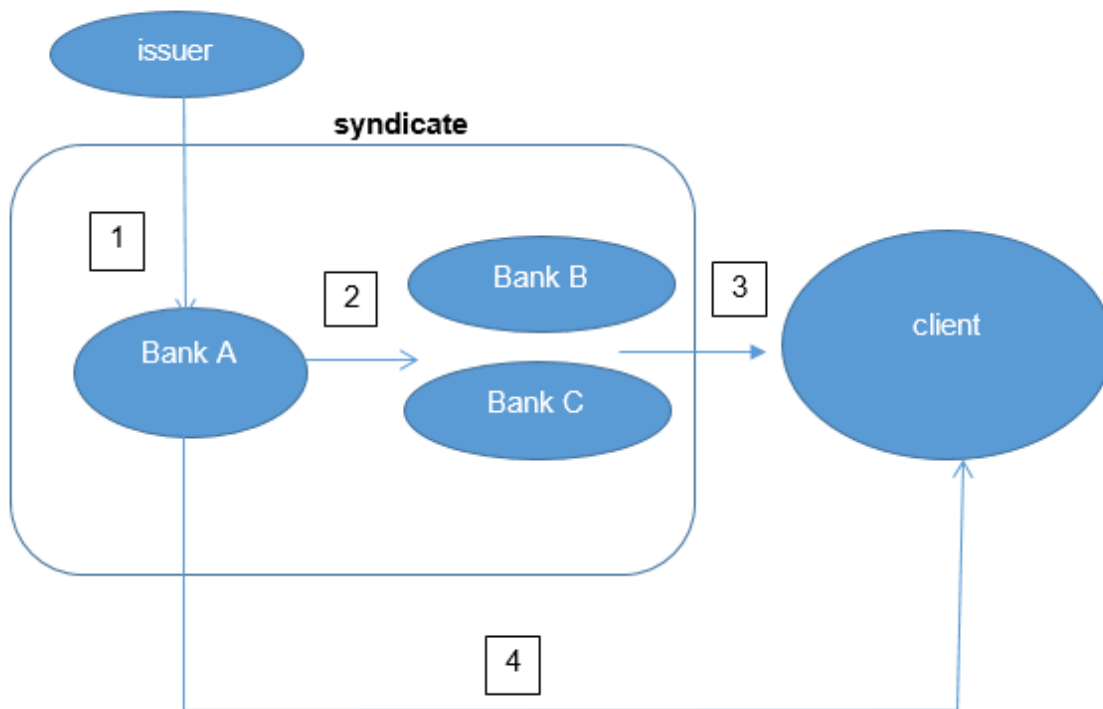 issuer
syndicate
1
2
Bank B
3
client
Bank A
Bank C
4